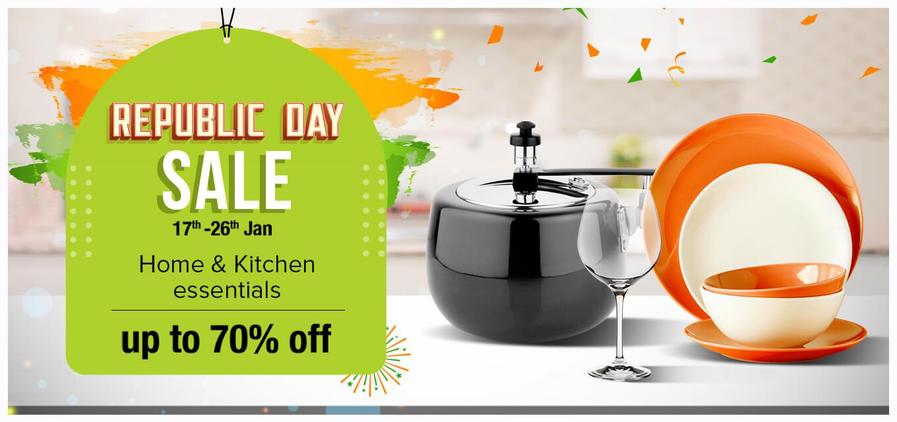 REPUBLIC DAY
SALE
17th -26th Jan
Home & Kitchen
essentials
up to 70% off